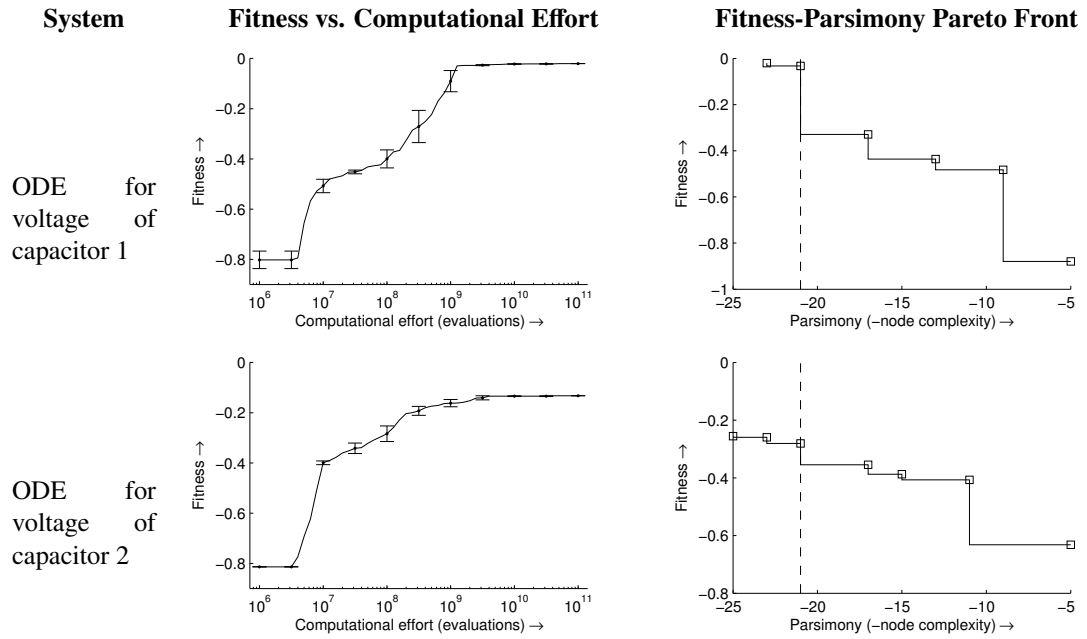 System Fitness vs. Computational Effort Fitness-Parsimony Pareto Front
ODE for
voltage of
capacitor 1
0
−0.2
−0.4
−0.6
−0.8
Fitness →
10^6 10^7 10^8 10^9 10^10 10^11
Computational effort (evaluations) →
0
−0.2
−0.4
−0.6
−0.8
−1
Fitness →
−25 −20 −15 −10 −5
Parsimony (−node complexity) →
ODE for
voltage of
capacitor 2
0
−0.2
−0.4
−0.6
−0.8
Fitness →
10^6 10^7 10^8 10^9 10^10 10^11
Computational effort (evaluations) →
0
−0.2
−0.4
−0.6
−0.8
Fitness →
−25 −20 −15 −10 −5
Parsimony (−node complexity) →